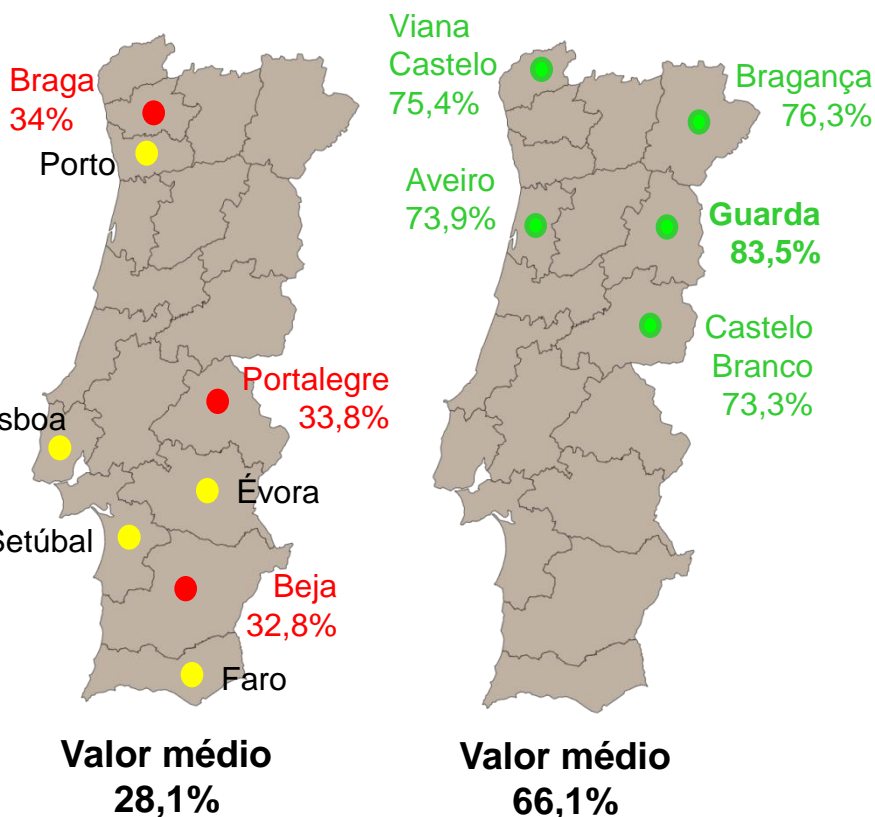 Braga
34%
Porto
Portalegre
33,8%
Évora
Setúbal
Beja
32,8%
Faro
Valor médio
28,1%
Viana
Castelo
75,4%
Bragança
76,3%
Aveiro
73,9%
Guarda
83,5%
Castelo
Branco
73,3%
Valor médio
66,1%